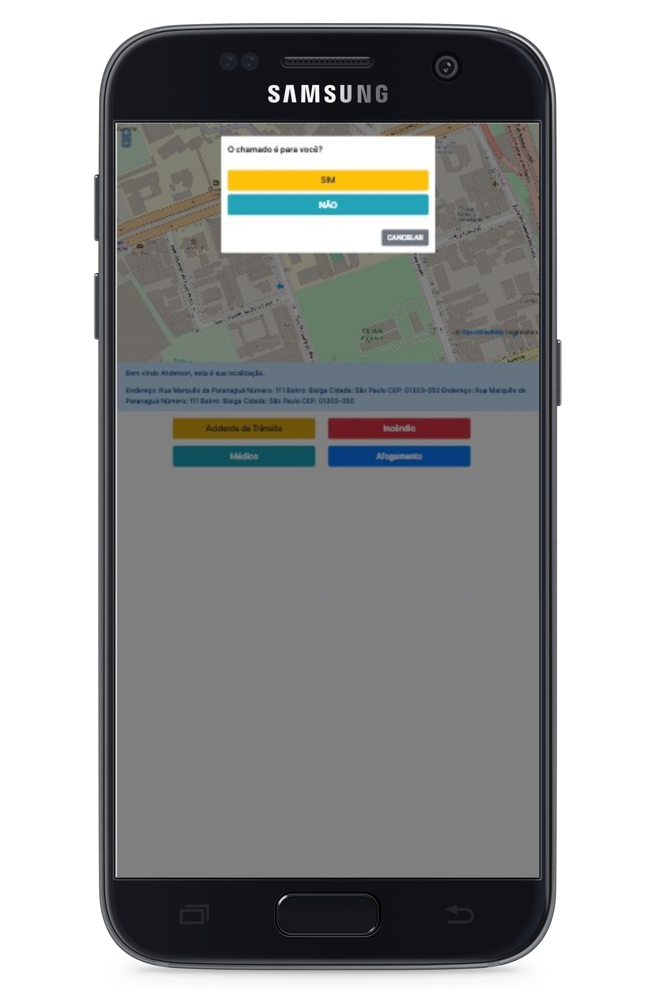 SAMSUNG
O chamado é para você?
SIM
NÃO
CANCELAR
© OpenStreetMap contributors
Bem vindo Anderson, esta é sua localização.
Endereço: Rua Marquês de Paranaguá Número: 111 Bairro: Bixiga Cidade: São Paulo CEP: 01303-050 Endereço: Rua Marquês de
Paranaguá Número: 111 Bairro: Bixiga Cidade: São Paulo CEP: 01303-050
Acidente de Trânsito
Incêndio
Médico
Afogamento